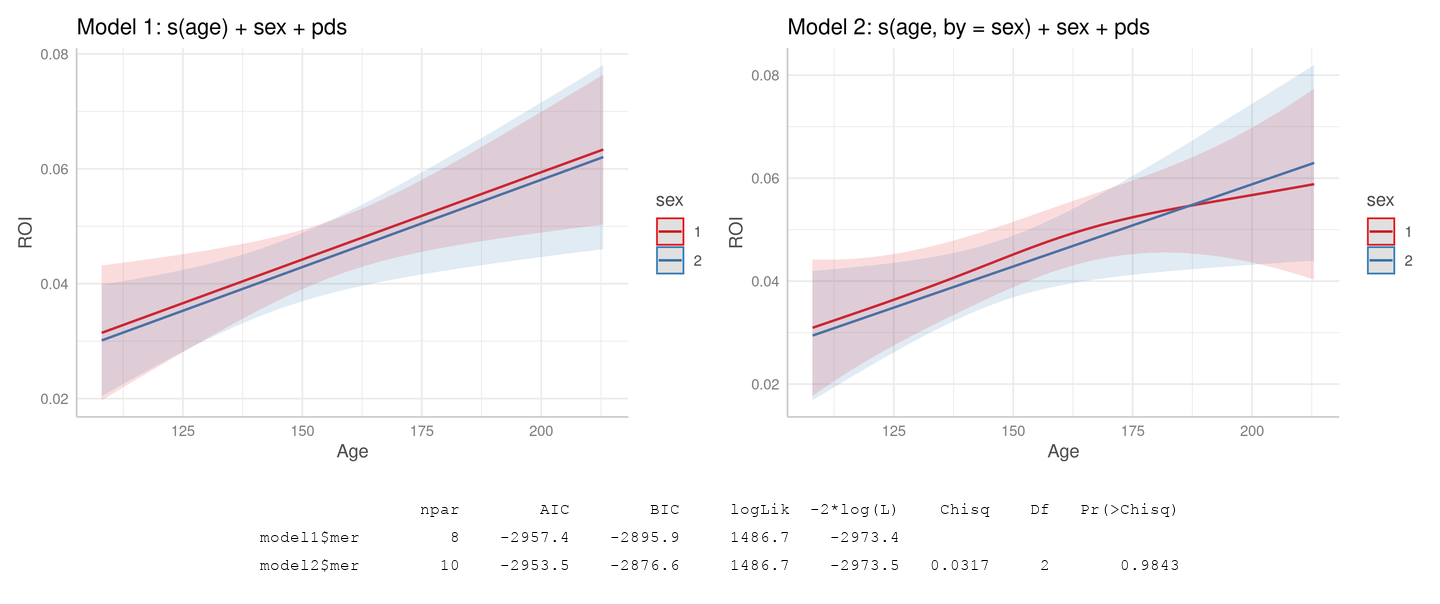 Model 1: s(age) + sex + pds
0.08
0.06
0.04
0.02
ROI
125 150 175 200
Age
sex
1
2
Model 2: s(age, by = sex) + sex + pds
0.08
0.06
0.04
0.02
ROI
125 150 175 200
Age
sex
1
2
npar AIC BIC logLik -2*log(L) Chisq Df Pr(>Chisq)
model1$mer 8 -2957.4 -2895.9 1486.7 -2973.4
model2$mer 10 -2953.5 -2876.6 1486.7 -2973.5 0.0317 2 0.9843